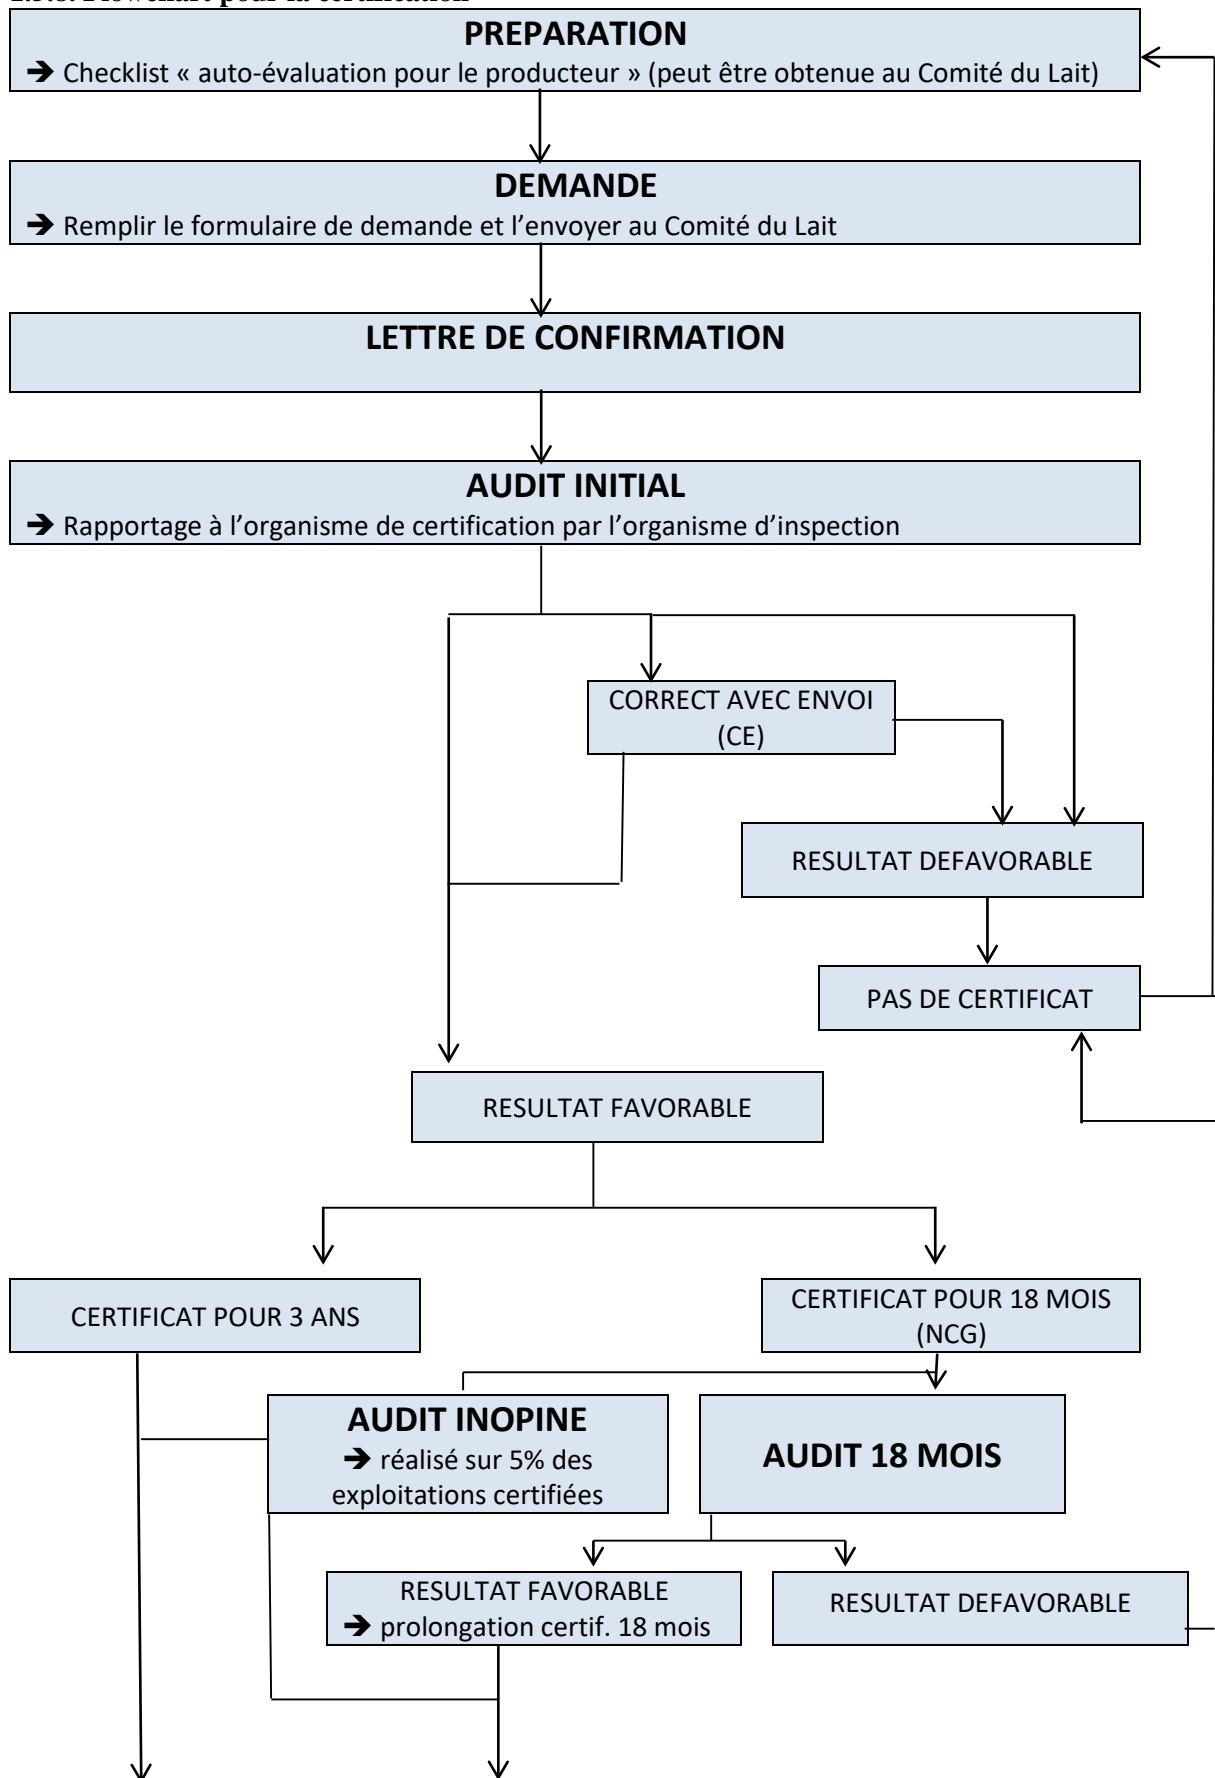 PREPARATION
➔ Checklist « auto-évaluation pour le producteur » (peut être obtenue au Comité du Lait)
DEMANDE
➔ Remplir le formulaire de demande et l’envoyer au Comité du Lait
LETTRE DE CONFIRMATION
AUDIT INITIAL
➔ Rapportage à l’organisme de certification par l’organisme d’inspection
CORRECT AVEC ENVOI
(CE)
RESULTAT DEFAVORABLE
PAS DE CERTIFICAT
RESULTAT FAVORABLE
CERTIFICAT POUR 3 ANS
CERTIFICAT POUR 18 MOIS
(NCG)
AUDIT INOPINE
➔ réalisé sur 5% des
exploitations certifiées
AUDIT 18 MOIS
RESULTAT FAVORABLE
➔ prolongation certif. 18 mois
RESULTAT DEFAVORABLE